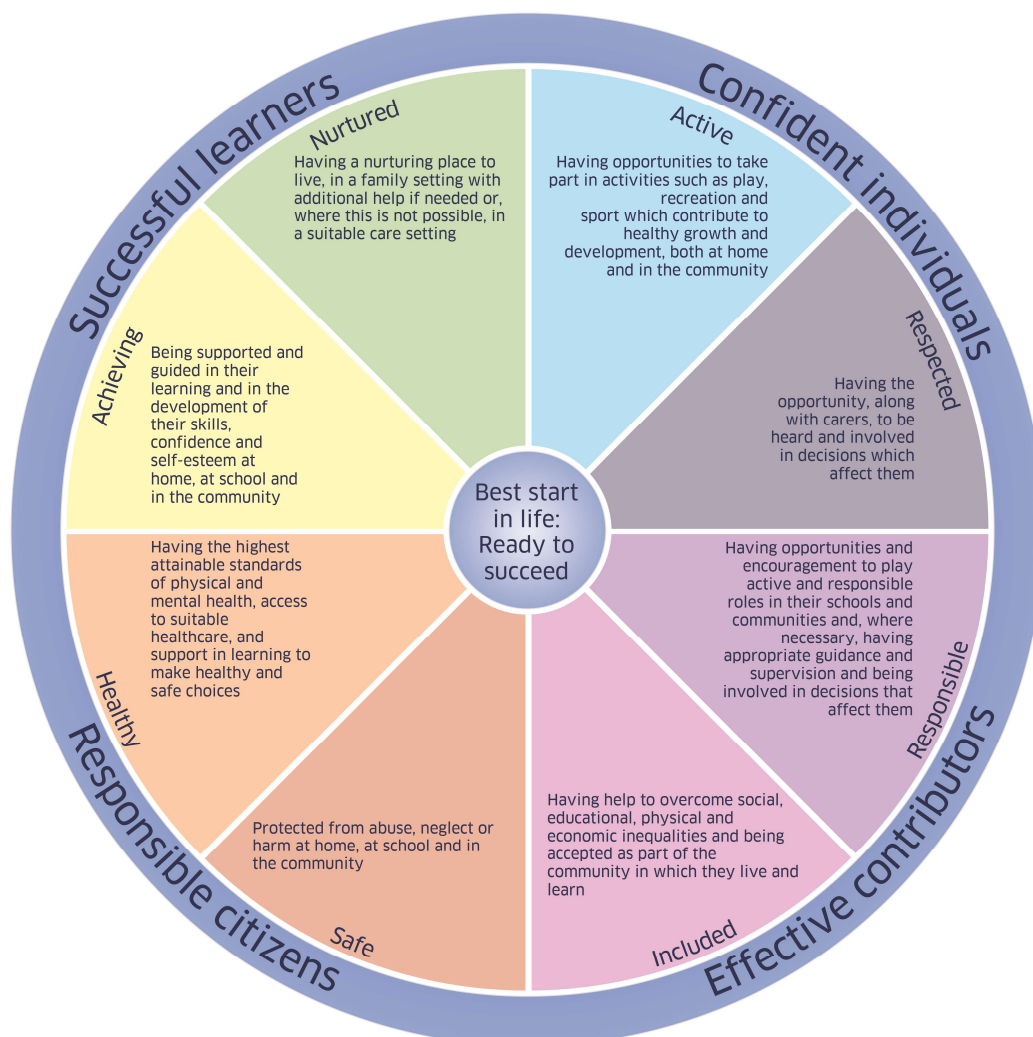 Successful learners
Confident individuals
Nurtured
Having a nurturing place to
live, in a family setting with
additional help if needed or,
where this is not possible, in
a suitable care setting
Active
Having opportunities to take
part in activities such as play,
recreation and
sport which contribute to
healthy growth and
development, both at home
and in the community
Achieving
Being supported and
guided in their
learning and in the
development of
their skills,
confidence and
self-esteem at
home, at school and
in the community
Respected
Having the
opportunity, along
with carers, to be
heard and involved
in decisions which
affect them
Best start
in life:
Ready to
succeed
Healthy
Having the highest
attainable standards
of physical and
mental health, access
to suitable
healthcare, and
support in learning to
make healthy and
safe choices
Responsible
Having opportunities and
encouragement to play
active and responsible
roles in their schools and
communities and, where
necessary, having
appropriate guidance and
supervision and being
involved in decisions that
affect them
Protected from abuse, neglect or
harm at home, at school and in
the community
Safe
Having help to overcome social,
educational, physical and
economic inequalities and being
accepted as part of the
community in which they live and
learn
Included
Responsible citizens
Effective contributors